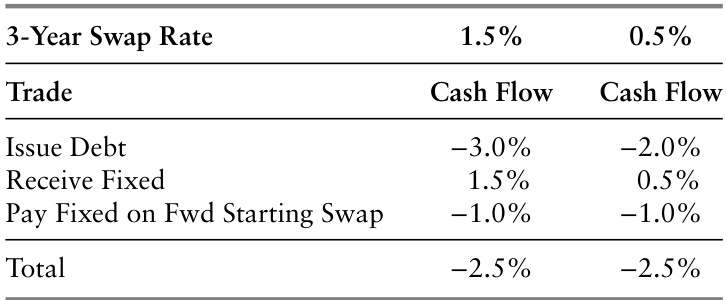 3-Year Swap Rate 1.5% 0.5%
Trade Cash Flow Cash Flow
Issue Debt −3.0% −2.0%
Receive Fixed 1.5% 0.5%
Pay Fixed on Fwd Starting Swap −1.0% −1.0%
Total −2.5% −2.5%